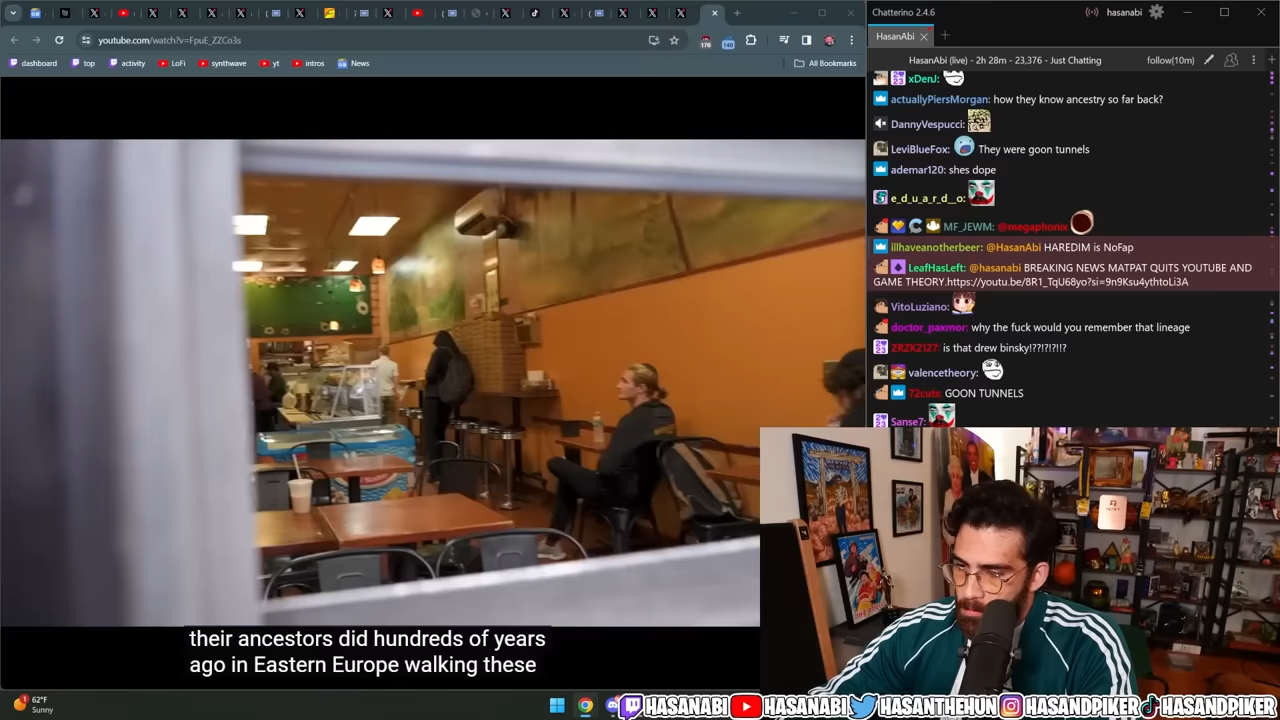 Chatterino 2.4.6
hasanabi
youtube.com/watch?v=FpuE_ZZCo3s
HasanAbi
170
140
dashboard
top
activity
LoFi
synthwave
yt
intros
News
All Bookmarks
HasanAbi (live) - 2h 28m - 23,376 - Just Chatting
follow(10m)
xDenJ:
actuallyPiersMorgan: how they know ancestry so far back?
DannyVespucci:
LeviBlueFox: They were goon tunnels
ademar120: shes dope
e_d_u_a_r_d__o:
MF_JEWM: @megaphonix
illhaveanotherbeer: @HasanAbi HAREDIM is NoFap
LeafHasLeft: @hasanabi BREAKING NEWS MATPAT QUITS YOUTUBE AND
GAME THEORY.https://youtu.be/8R1_TqU68yo?si=9n9Ksu4ythtoLi3A
VitoLuziano:
doctor_paxmor: why the fuck would you remember that lineage
ZRZK2127: is that drew binsky!??!?!?!!?
valencetheory:
72cuts: GOON TUNNELS
Sanse7:
their ancestors did hundreds of years
ago in Eastern Europe walking these
62°F
Sunny
HASANABI
HASANABI
HASANTHEHUN
HASANDPIKER
HASANDPIKER